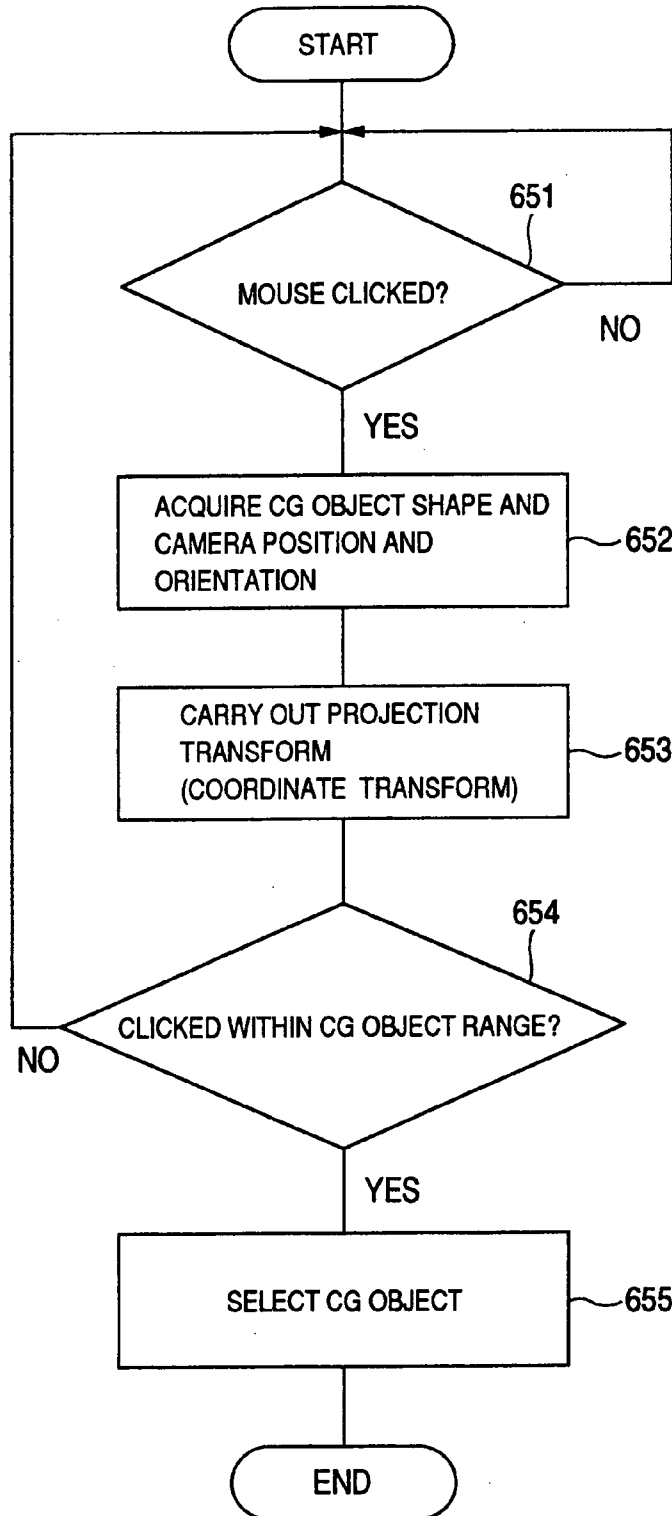 START
651
MOUSE CLICKED?
NO
YES
ACQUIRE CG OBJECT SHAPE AND
CAMERA POSITION AND
ORIENTATION
652
CARRY OUT PROJECTION
TRANSFORM
(COORDINATE TRANSFORM)
653
654
CLICKED WITHIN CG OBJECT RANGE?
NO
YES
SELECT CG OBJECT
655
END